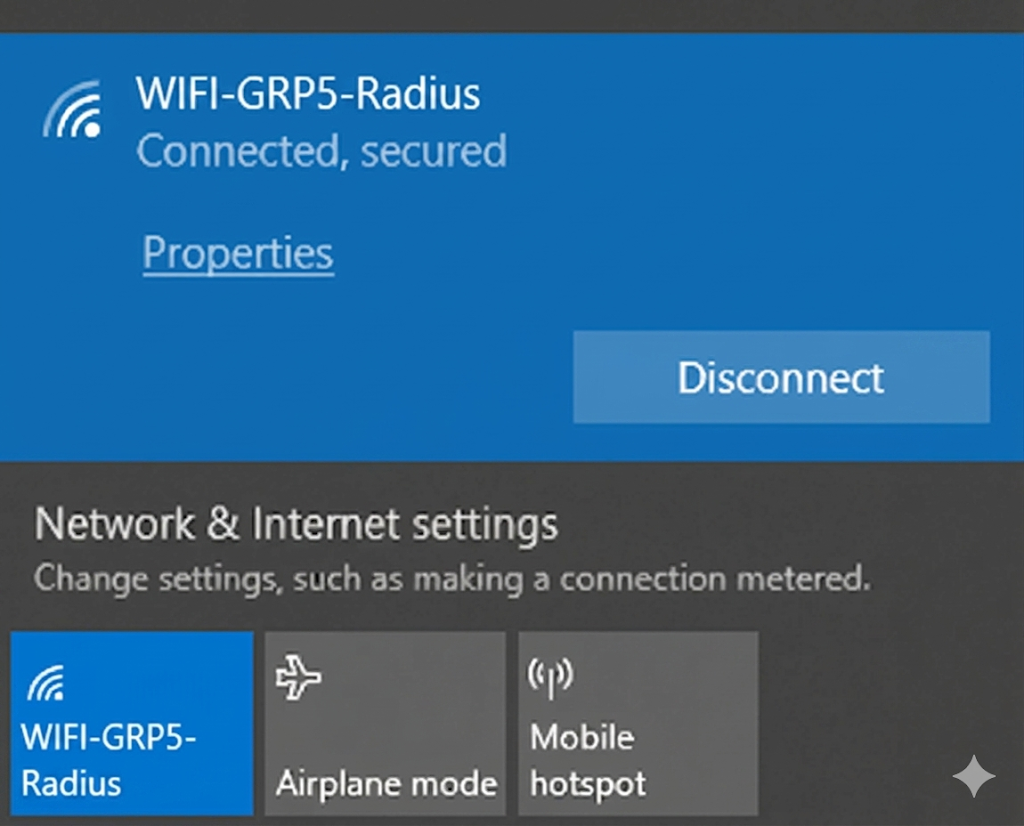 WIFI-GRP5-Radius
Connected, secured
Properties
Disconnect
Network & Internet settings
Change settings, such as making a connection metered.
WIFI-GRP5-
Radius
Airplane mode
Mobile
hotspot